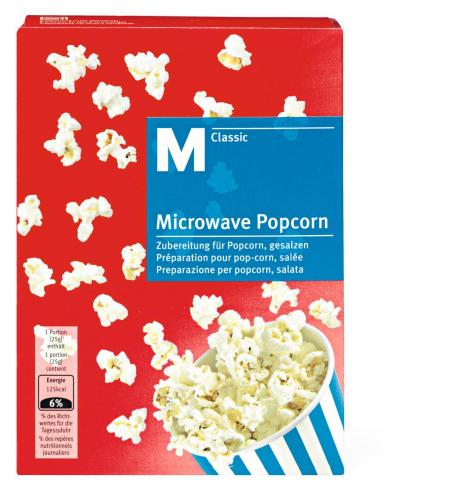 M Classic
Microwave Popcorn
Zubereitung für Popcorn, gesalzen
Préparation pour pop-corn, salée
Preparazione per popcorn, salata
1 Portion
(25g)
enthält
1 portion
(25g)
contient
Energie
125kcal
6%
% des Richt-
wertes für die
Tageszufuhr
% des repères
nutritionnels
journaliers